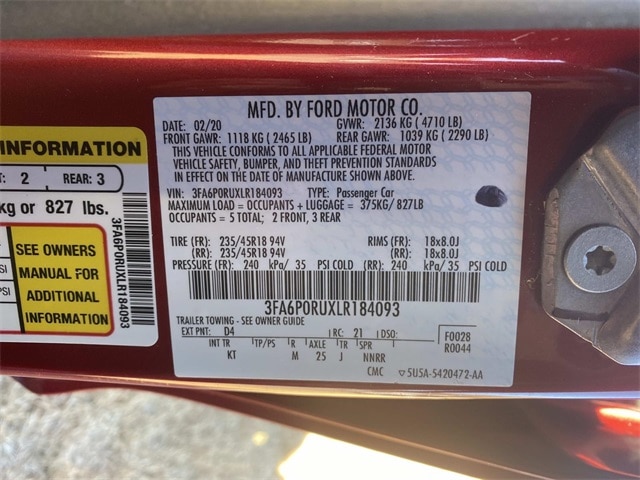 INFORMATION
: 2 REAR: 3
kg or 827 lbs.
SEE OWNERS
MANUAL FOR
ADDITIONAL
INFORMATION
PSI
3FA6P0RUXLR184093
MFD. BY FORD MOTOR CO.
DATE: 02/20 GVWR: 2136 KG ( 4710 LB)
FRONT GAWR: 1118 KG ( 2465 LB) REAR GAWR: 1039 KG ( 2290 LB)
THIS VEHICLE CONFORMS TO ALL APPLICABLE FEDERAL MOTOR
VEHICLE SAFETY, BUMPER, AND THEFT PREVENTION STANDARDS
IN EFFECT ON THE DATE OF MANUFACTURE SHOWN ABOVE.
VIN: 3FA6P0RUXLR184093 TYPE: Passenger Car
MAXIMUM LOAD = OCCUPANTS + LUGGAGE = 375KG/ 827LB
OCCUPANTS = 5 TOTAL; 2 FRONT, 3 REAR
TIRE (FR): 235/45R18 94V RIMS (FR): 18x8.0J
(RR): 235/45R18 94V (RR): 18x8.0J
PRESSURE (FR): 240 kPa/ 35 PSI COLD (RR): 240 kPa/ 35 PSI COLD
3FA6P0RUXLR184093
TRAILER TOWING - SEE OWNER GUIDE
EXT PNT: D4 RC: 21 DSO: F0028
R0044
INT TR TP/PS R AXLE TR SPR
KT M 25 J NNRR
CMC ▽5U5A-5420472-AA